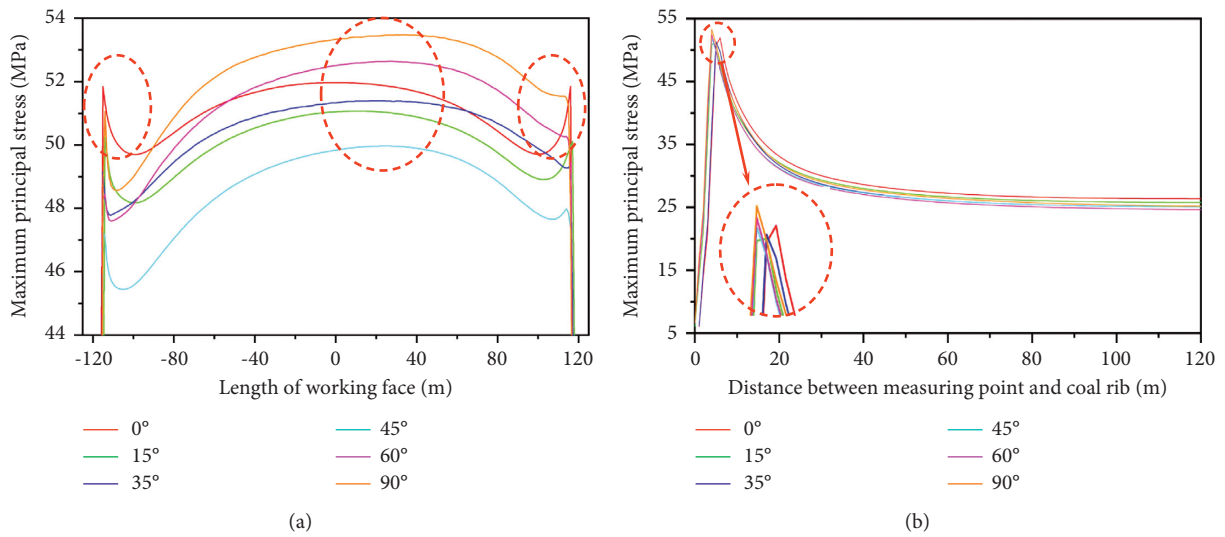 54
52
50
48
46
44
Maximum principal stress (MPa)
-120 -80 -40 0 40 80 120
Length of working face (m)
0° 45°
15° 60°
35° 90°
(a)
55
45
35
25
15
5
Maximum principal stress (MPa)
0 20 40 60 80 100 120
Distance between measuring point and coal rib (m)
0° 45°
15° 60°
35° 90°
(b)